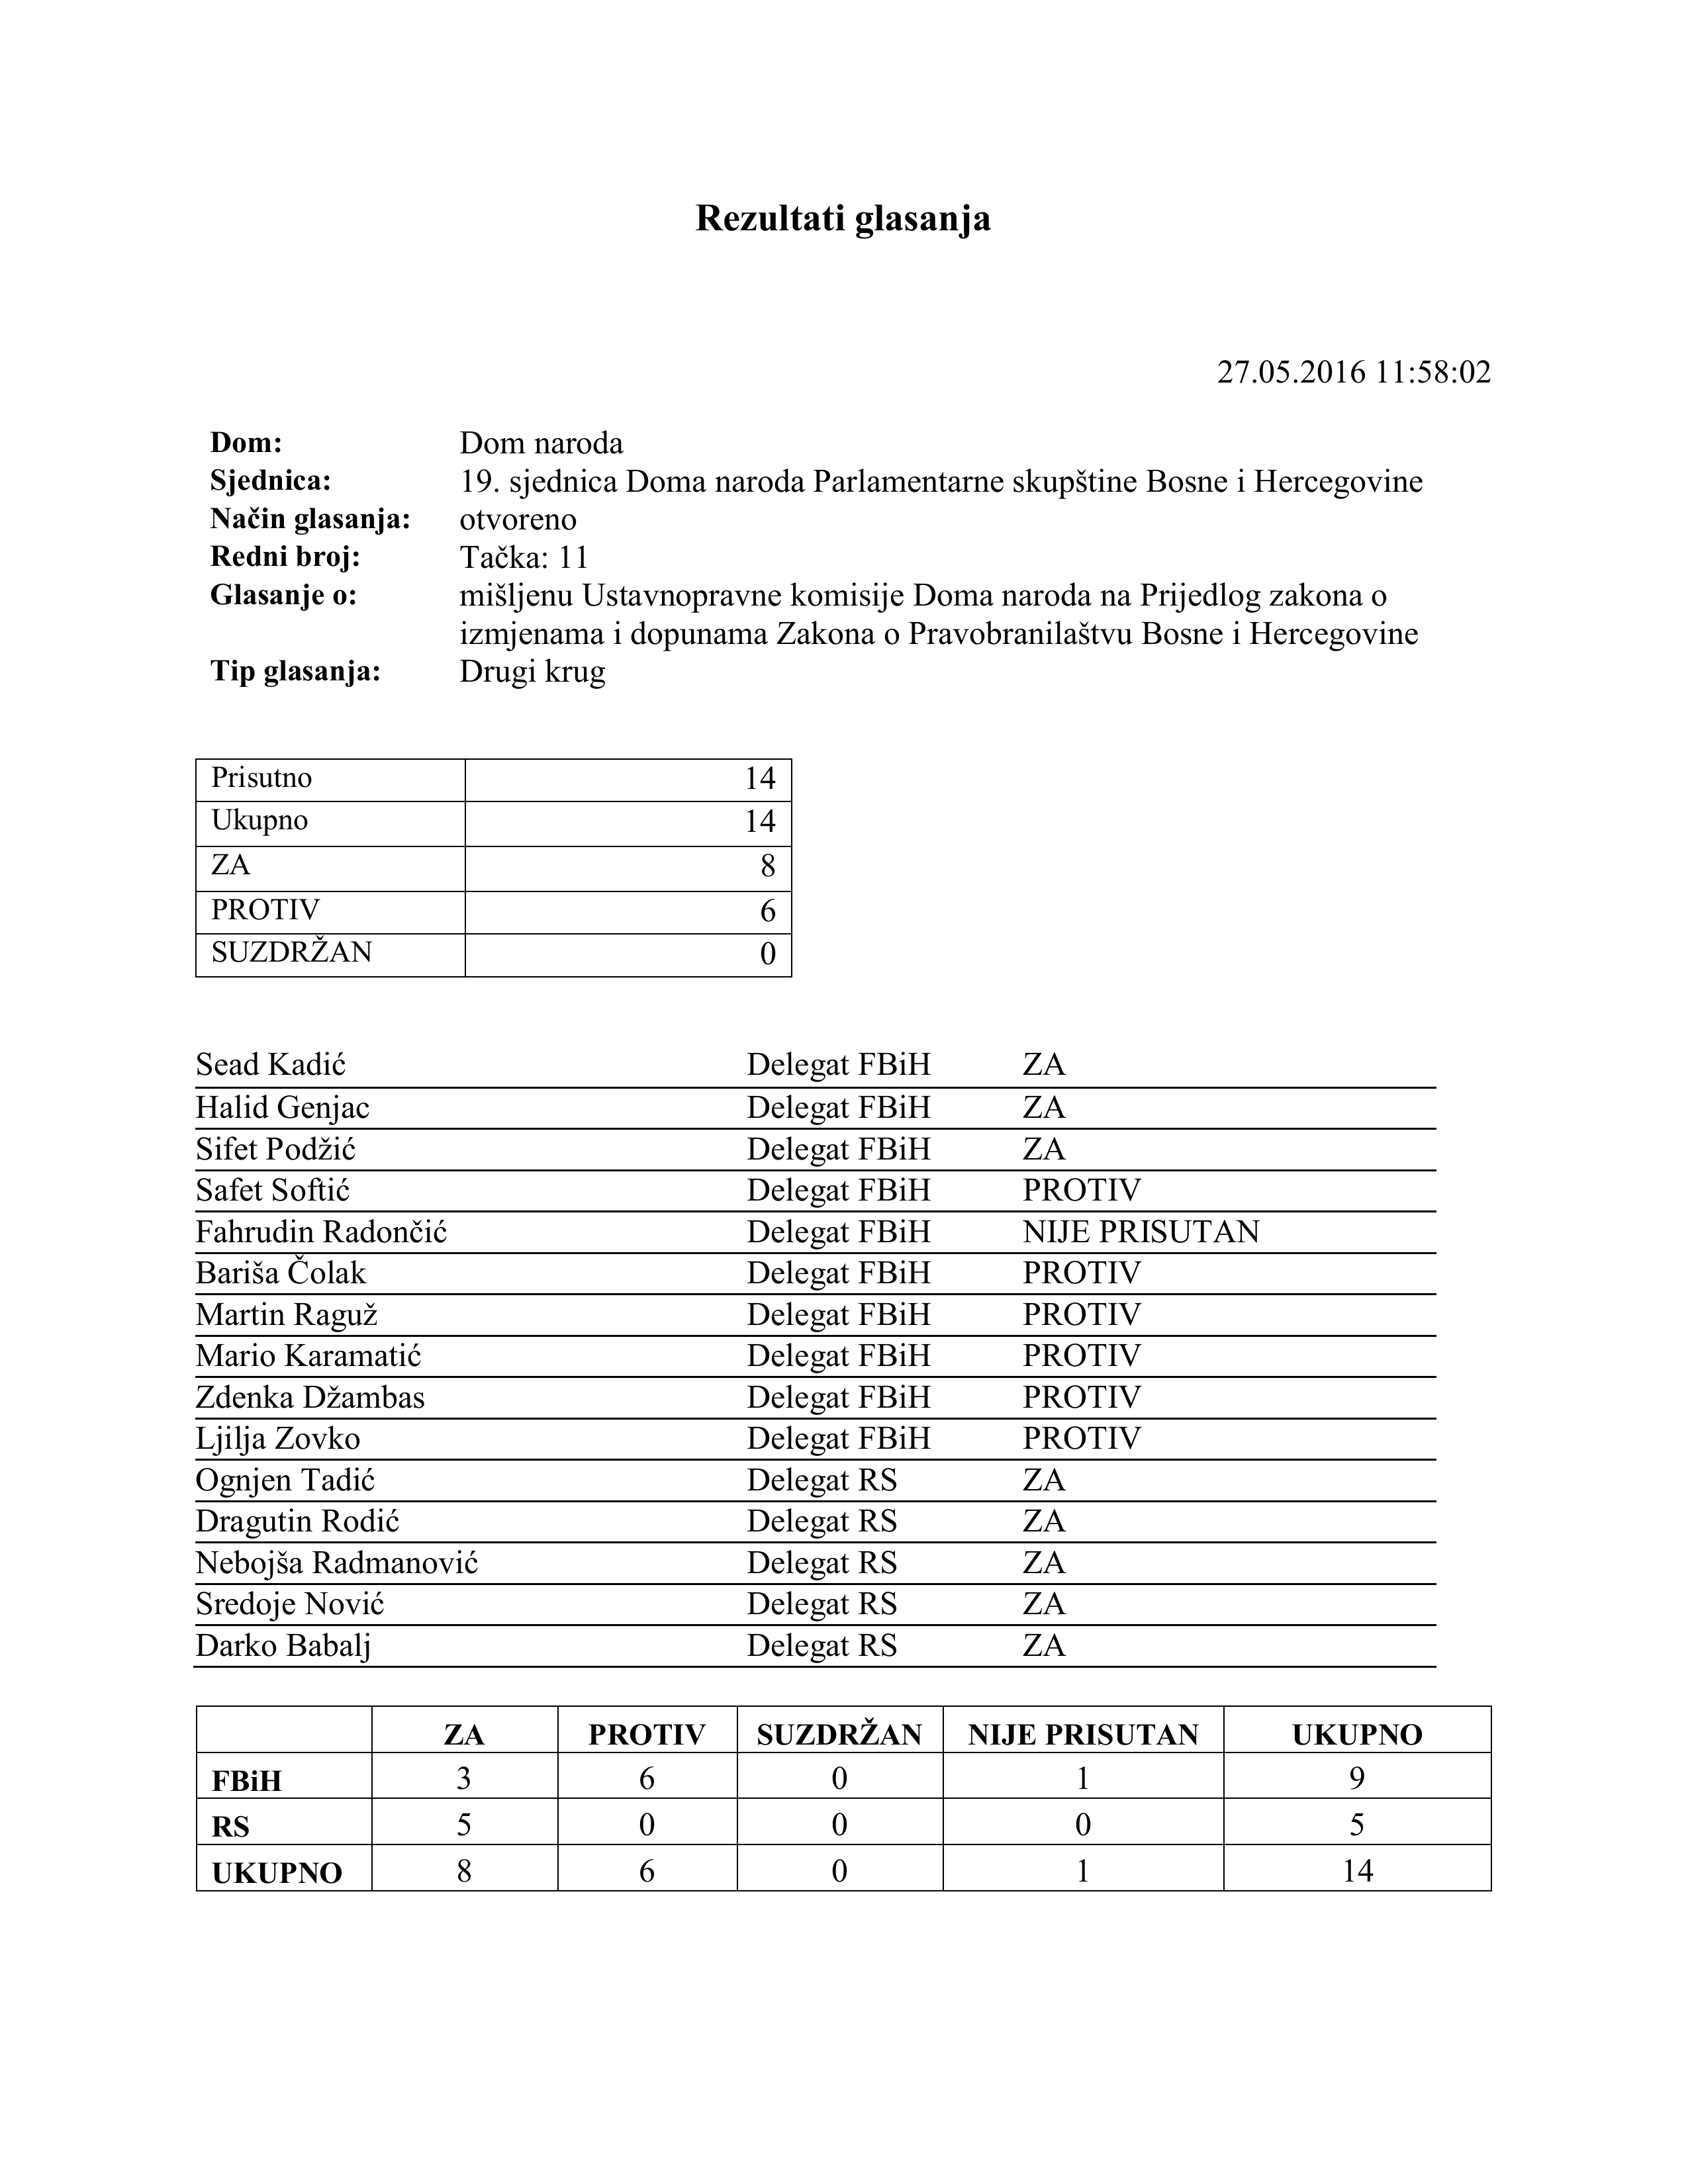 Rezultati glasanja
27.05.2016 11:58:02
Dom: Dom naroda
Sjednica: 19. sjednica Doma naroda Parlamentarne skupštine Bosne i Hercegovine
Način glasanja: otvoreno
Redni broj: Tačka: 11
Glasanje o: mišljenu Ustavnopravne komisije Doma naroda na Prijedlog zakona o
izmjenama i dopunama Zakona o Pravobranilaštvu Bosne i Hercegovine
Tip glasanja: Drugi krug
Prisutno 14
Ukupno 14
ZA 8
PROTIV 6
SUZDRŽAN 0
Sead Kadić Delegat FBiH ZA
Halid Genjac Delegat FBiH ZA
Sifet Podžić Delegat FBiH ZA
Safet Softić Delegat FBiH PROTIV
Fahrudin Radončić Delegat FBiH NIJE PRISUTAN
Bariša Čolak Delegat FBiH PROTIV
Martin Raguž Delegat FBiH PROTIV
Mario Karamatić Delegat FBiH PROTIV
Zdenka Džambas Delegat FBiH PROTIV
Ljilja Zovko Delegat FBiH PROTIV
Ognjen Tadić Delegat RS ZA
Dragutin Rodić Delegat RS ZA
Nebojša Radmanović Delegat RS ZA
Sredoje Nović Delegat RS ZA
Darko Babalj Delegat RS ZA
ZA PROTIV SUZDRŽAN NIJE PRISUTAN UKUPNO
FBiH 3 6 0 1 9
RS 5 0 0 0 5
UKUPNO 8 6 0 1 14